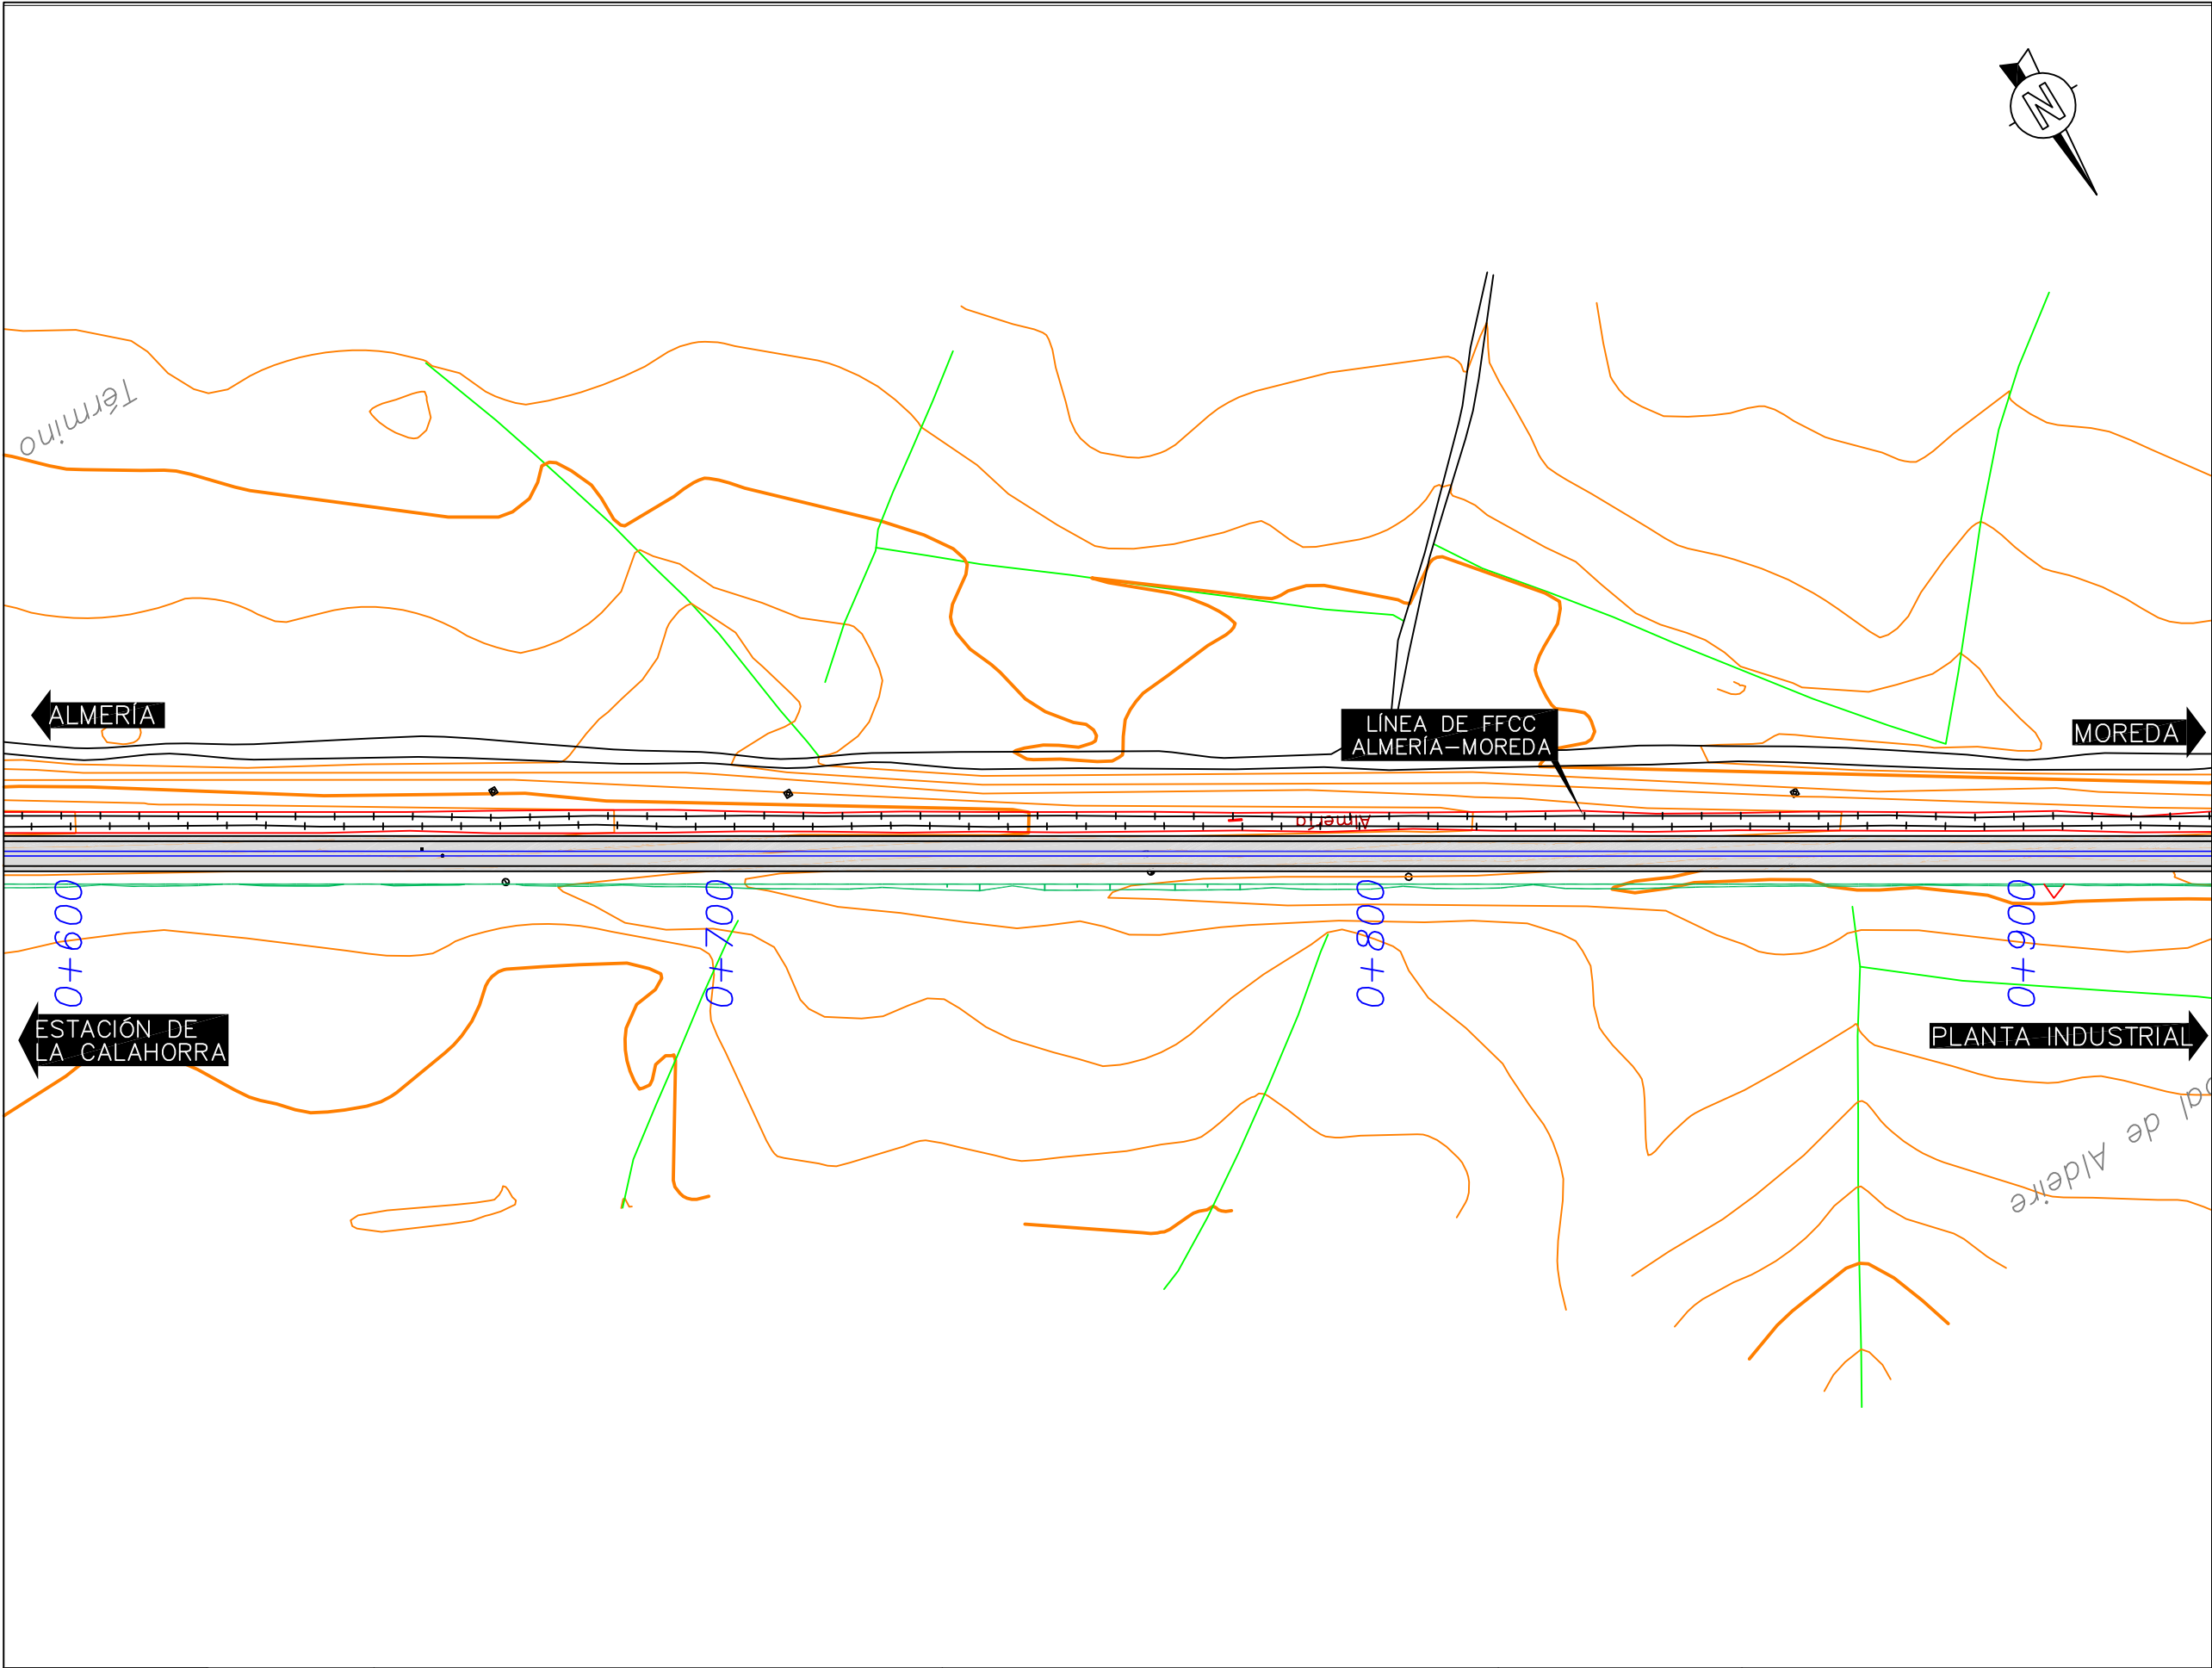 N
Término
ALMERÍA
LÍNEA DE FFCC
ALMERÍA-MOREDA
MOREDA
Almería
0+600
0+700
0+800
0+900
ESTACIÓN DE
LA CALAHORRA
PLANTA INDUSTRIAL
de Aldeire